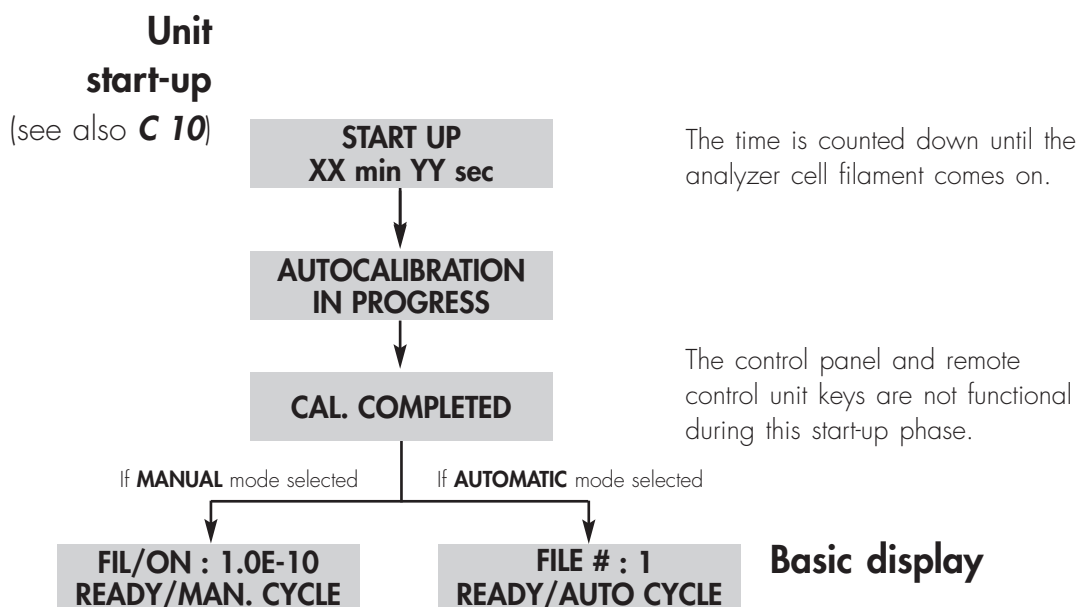 Unit
start-up
(see also C 10)
START UP
XX min YY sec
The time is counted down until the
analyzer cell filament comes on.
AUTOCALIBRATION
IN PROGRESS
CAL. COMPLETED
The control panel and remote
control unit keys are not functional
during this start-up phase.
If MANUAL mode selected
If AUTOMATIC mode selected
FIL/ON : 1.0E-10
READY/MAN. CYCLE
FILE # : 1
READY/AUTO CYCLE
Basic display